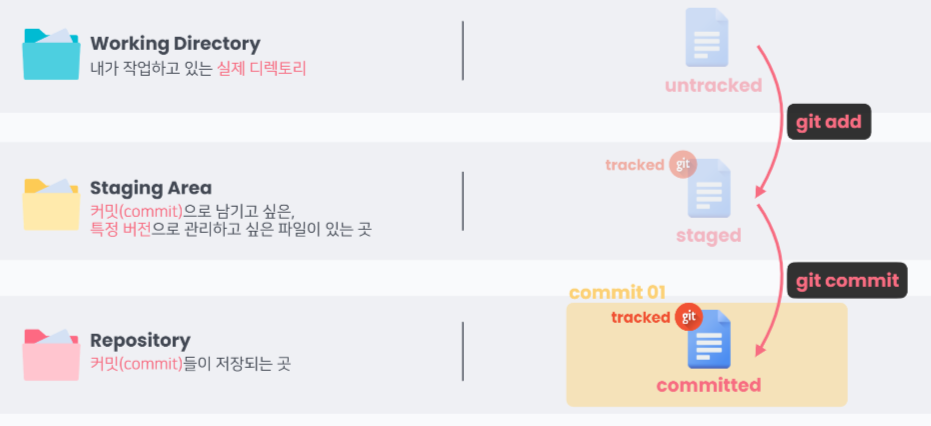 Working Directory
내가 작업하고 있는 실제 디렉토리
untracked
git add
Staging Area
커밋(commit)으로 남기고 싶은,
특정 버전으로 관리하고 싶은 파일이 있는 곳
tracked git
staged
git commit
Repository
커밋(commit)들이 저장되는 곳
commit 01
tracked git
committed